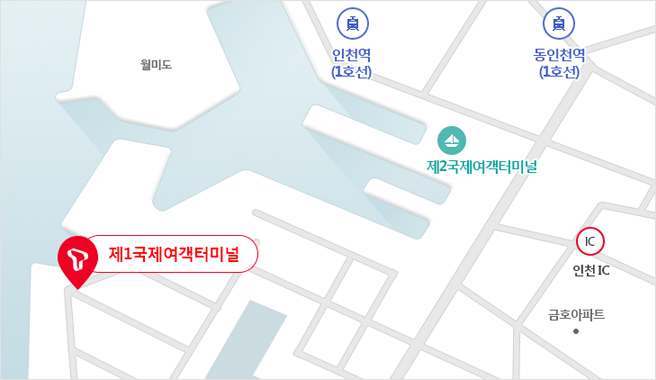 월미도
인천역
(1호선)
동인천역
(1호선)
제2국제여객터미널
제1국제여객터미널
IC
인천 IC
금호아파트